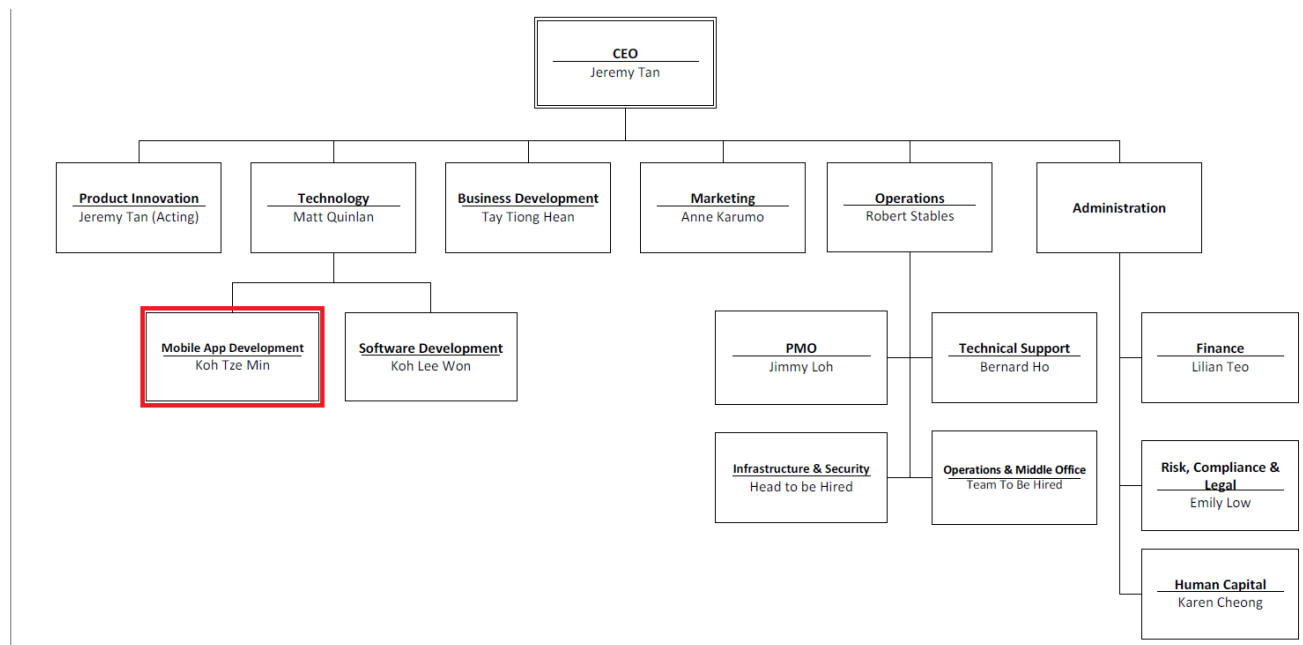 CEO
Jeremy Tan
Product Innovation
Jeremy Tan (Acting)
Technology
Matt Quinlan
Business Development
Tay Tiong Hean
Marketing
Anne Karumo
Operations
Robert Stables
Administration
Mobile App Development
Koh Tze Min
Software Development
Koh Lee Won
PMO
Jimmy Loh
Technical Support
Bernard Ho
Finance
Lilian Teo
Infrastructure & Security
Head to be Hired
Operations & Middle Office
Team To Be Hired
Risk, Compliance &
Legal
Emily Low
Human Capital
Karen Cheong